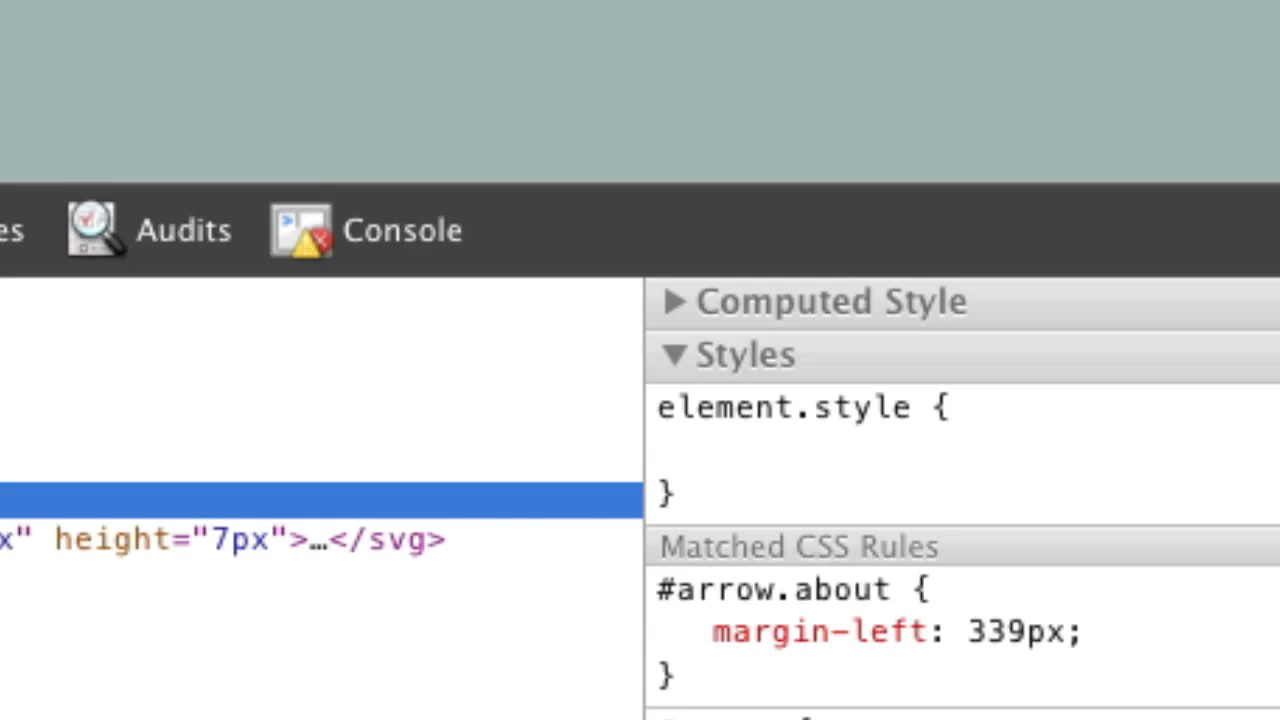 es Audits Console
Computed Style
Styles
element.style {
}
x" height="7px">…</svg>
Matched CSS Rules
#arrow.about {
margin-left: 339px;
}